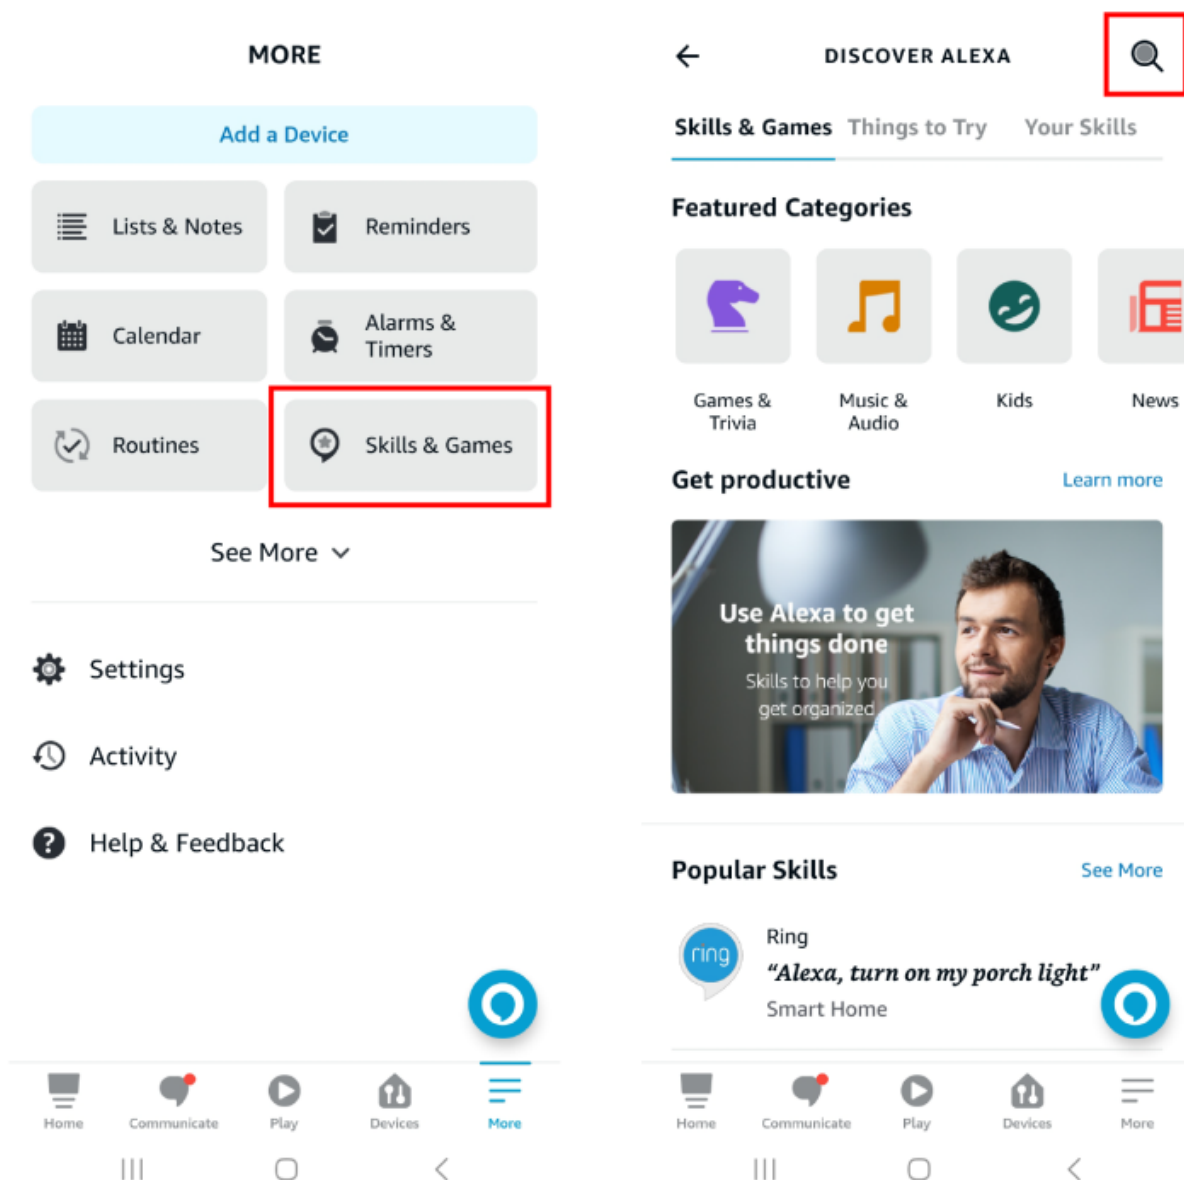 MORE
Add a Device
Lists & Notes
Reminders
Calendar
Alarms &
Timers
Routines
Skills & Games
See More
Settings
Activity
Help & Feedback
Home
Communicate
Play
Devices
More
DISCOVER ALEXA
Skills & Games
Things to Try
Your Skills
Featured Categories
Games &
Trivia
Music &
Audio
Kids
News
Get productive
Learn more
Use Alexa to get
things done
Skills to help you
get organized
Popular Skills
See More
ring
Ring
“Alexa, turn on my porch light”
Smart Home
Home
Communicate
Play
Devices
More